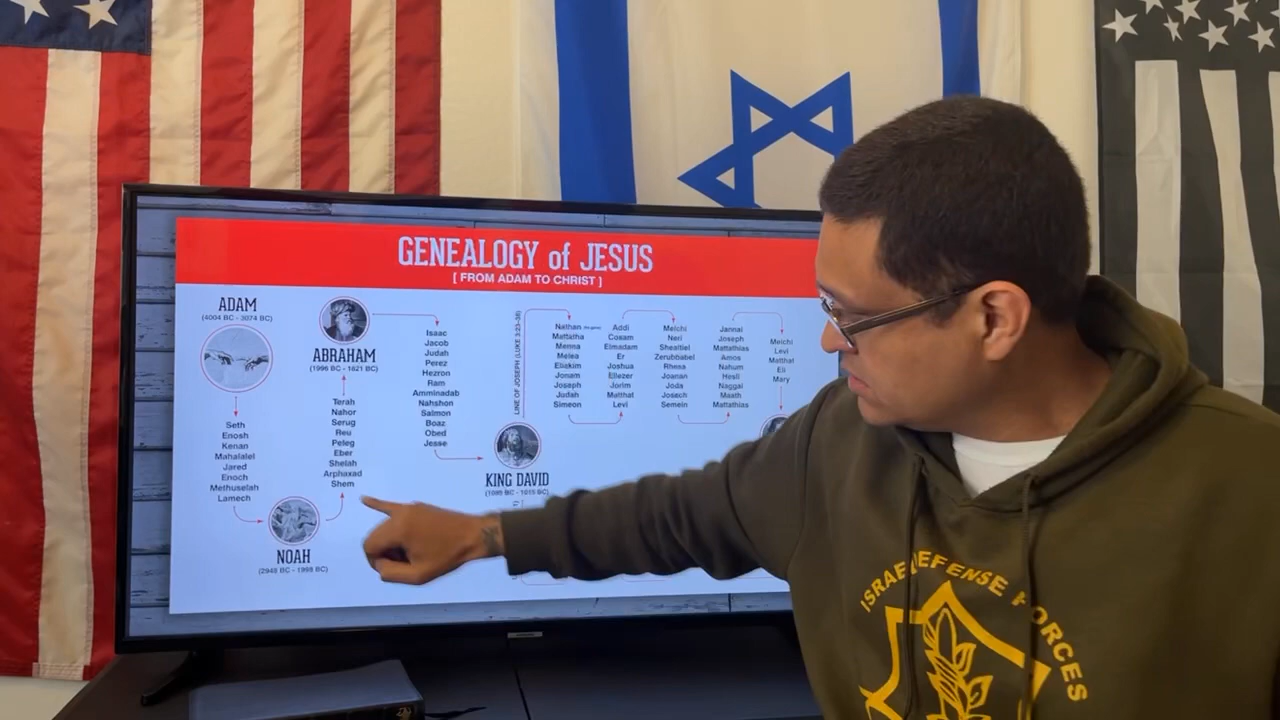 GENEALOGY of JESUS
[ FROM ADAM TO CHRIST ]
ADAM
(4004 BC - 3074 BC)
Seth
Enosh
Kenan
Mahalalel
Jared
Enoch
Methuselah
Lamech
NOAH
(2948 BC - 1998 BC)
ABRAHAM
(1996 BC - 1821 BC)
Terah
Nahor
Serug
Reu
Peleg
Eber
Shelah
Arphaxad
Shem
Isaac
Jacob
Judah
Perez
Hezron
Ram
Amminadab
Nahshon
Salmon
Boaz
Obed
Jesse
KING DAVID
LINE OF JOSEPH (LUKE 3:23-38)
Nathan
Mattatha
Menna
Melea
Eliakim
Jonam
Joseph
Judah
Simeon
Addi
Cosam
Elmadam
Er
Joshua
Eliezer
Jorim
Matthat
Levi
Melchi
Neri
Shealtiel
Zerubbabel
Rhesa
Joanan
Joda
Josech
Semein
Jannai
Joseph
Mattathias
Amos
Nahum
Hesli
Naggai
Maath
Mattathias
Melchi
Levi
Matthat
Eli
Mary
ISRAE DEFENSE FORCES